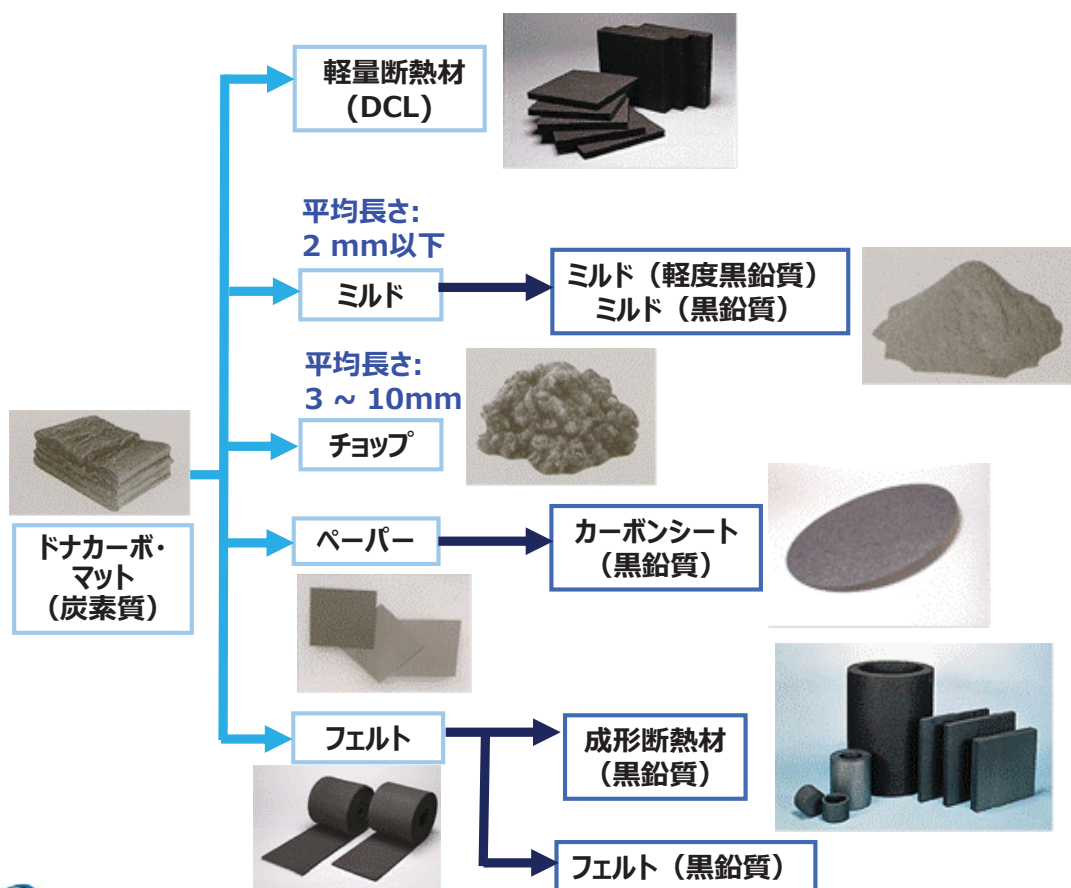 軽量断熱材
(DCL)
平均長さ:
2 mm以下
ミルド
ミルド（軽度黒鉛質）
ミルド（黒鉛質）
平均長さ:
3 ~ 10mm
チョップ
ドナカーボ・
マット
（炭素質）
ペーパー
カーボンシート
（黒鉛質）
フェルト
成形断熱材
（黒鉛質）
フェルト（黒鉛質）